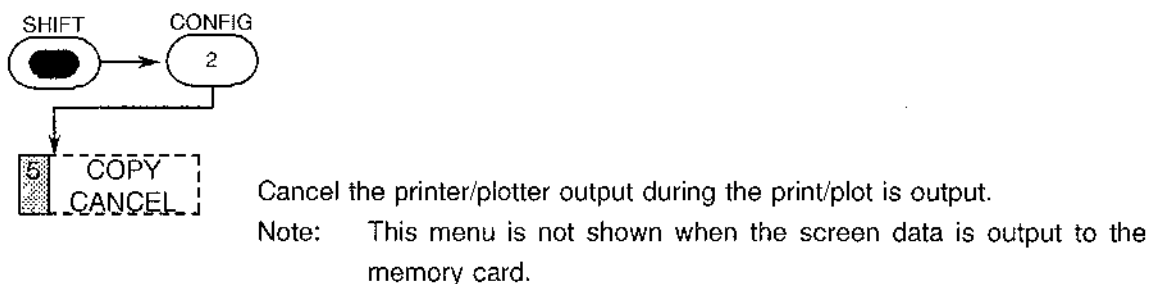 SHIFT CONFIG
2
5 COPY
CANCEL
Cancel the printer/plotter output during the print/plot is output.
Note: This menu is not shown when the screen data is output to the
memory card.